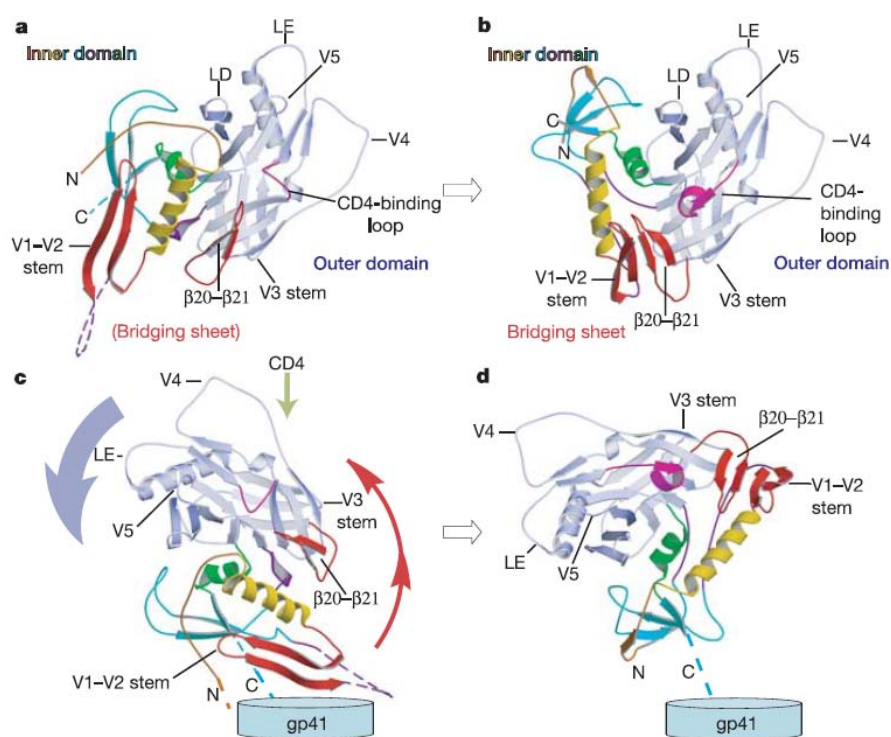 a
LE
Inner domain
LD
V5
V4
N
C
CD4-binding
loop
V1–V2
stem
Outer domain
V3 stem
β20–β21
(Bridging sheet)
b
LE
Inner domain
V5
LD
C
N
V4
CD4-
binding
loop
Outer domain
V1–V2
stem
V3 stem
β20–β21
Bridging sheet
c
CD4
V4
LE
V3
stem
V5
β20–β21
V1–V2 stem
N
C
gp41
d
V3 stem
V4
β20–β21
V1–V2
stem
LE
V5
N
C
gp41